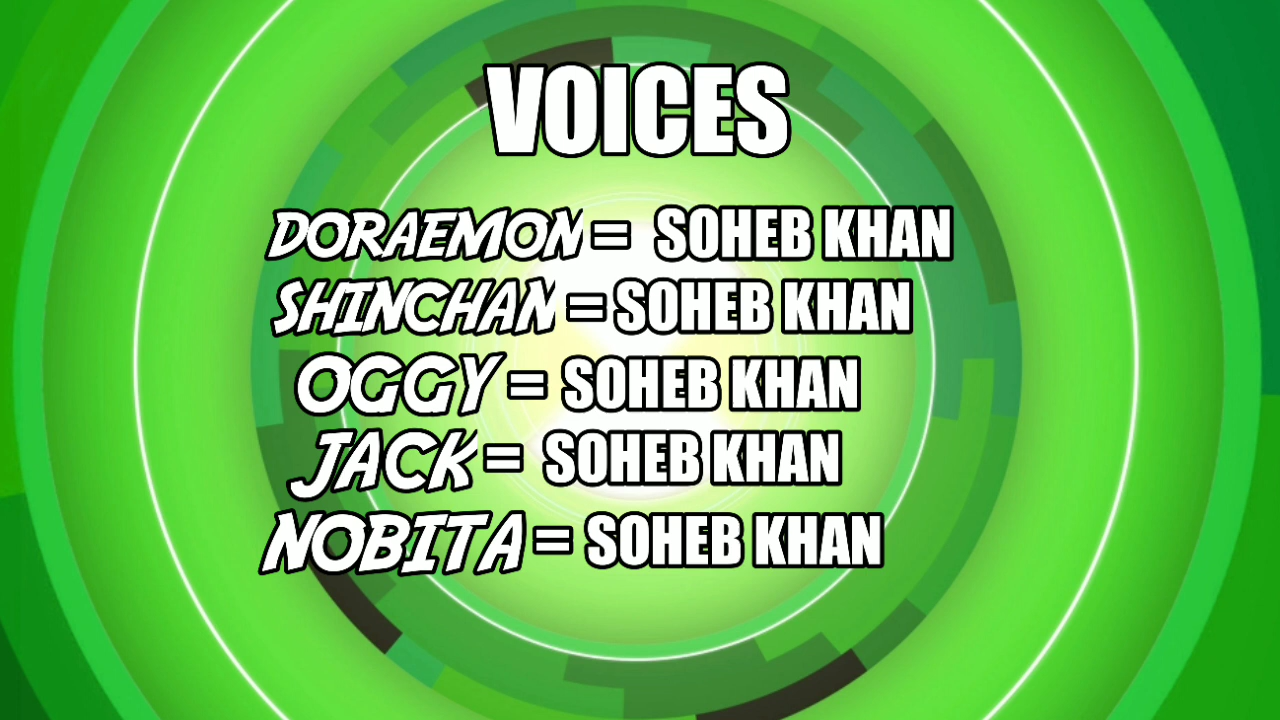 VOICES
DORAEMON = SOHEB KHAN
SHINCHAN = SOHEB KHAN
OGGY = SOHEB KHAN
JACK = SOHEB KHAN
NOBITA = SOHEB KHAN